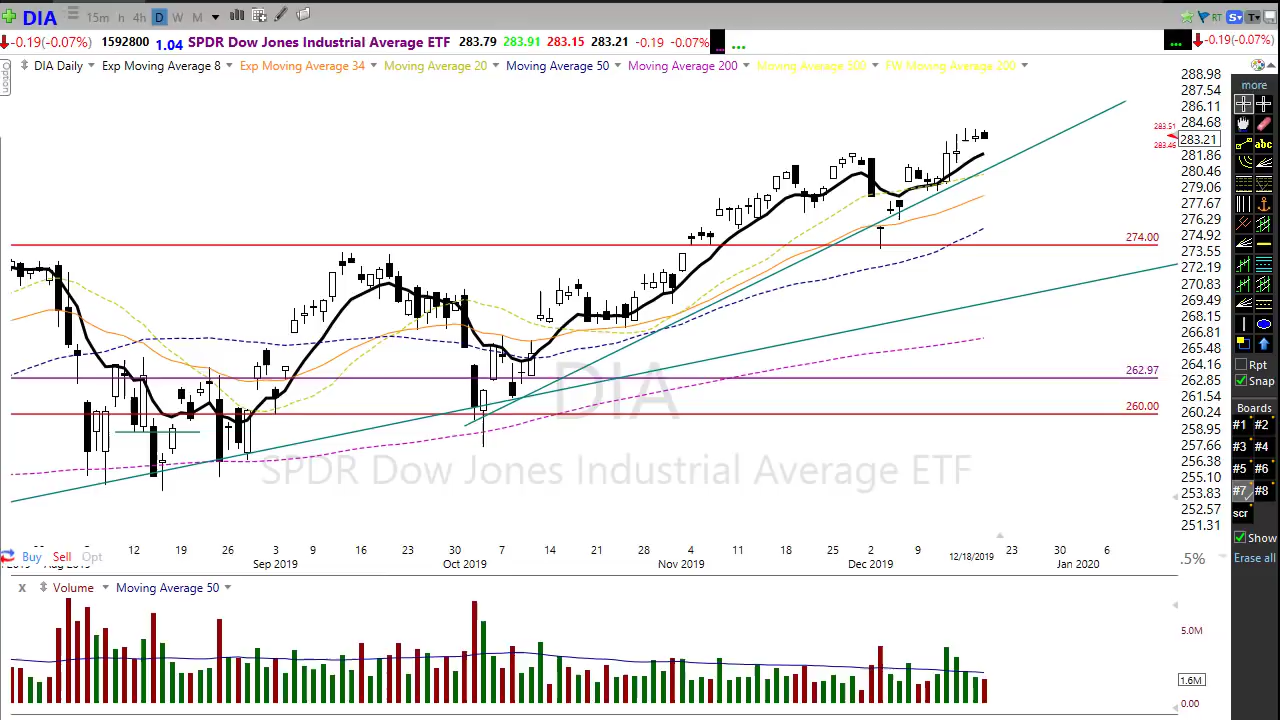 DIA 15m h 4h D W M RT S T
-0.19(-0.07%) 1592800 1.04 SPDR Dow Jones Industrial Average ETF 283.79 283.91 283.15 283.21 -0.19 -0.07% ... ... ... -0.19(-0.07%)
Option
DIA Daily Exp Moving Average 8 Exp Moving Average 34 Moving Average 20 Moving Average 50 Moving Average 200 Moving Average 500 FW Moving Average 200
more
abc
Rpt
Snap
Boards
#1 #2
#3 #4
#5 #6
#7 #8
scr
Show
Erase all
288.98
287.54
286.11
284.68
283.51
283.21
283.46
281.86
280.46
279.06
277.67
276.29
274.92
273.55
272.19
270.83
269.49
268.15
266.81
265.48
264.16
262.85
261.54
260.24
258.95
257.66
256.38
255.10
253.83
252.57
251.31
274.00
262.97
260.00
DIA
SPDR Dow Jones Industrial Average ETF
12 19 26 3 9 16 23 30 7 14 21 28 4 11 18 25 2 9 12/18/2019 23 30 6
Buy Sell Opt .5%
Aug 2019 Sep 2019 Oct 2019 Nov 2019 Dec 2019 Jan 2020
X Volume Moving Average 50
5.0M
1.6M
0.00